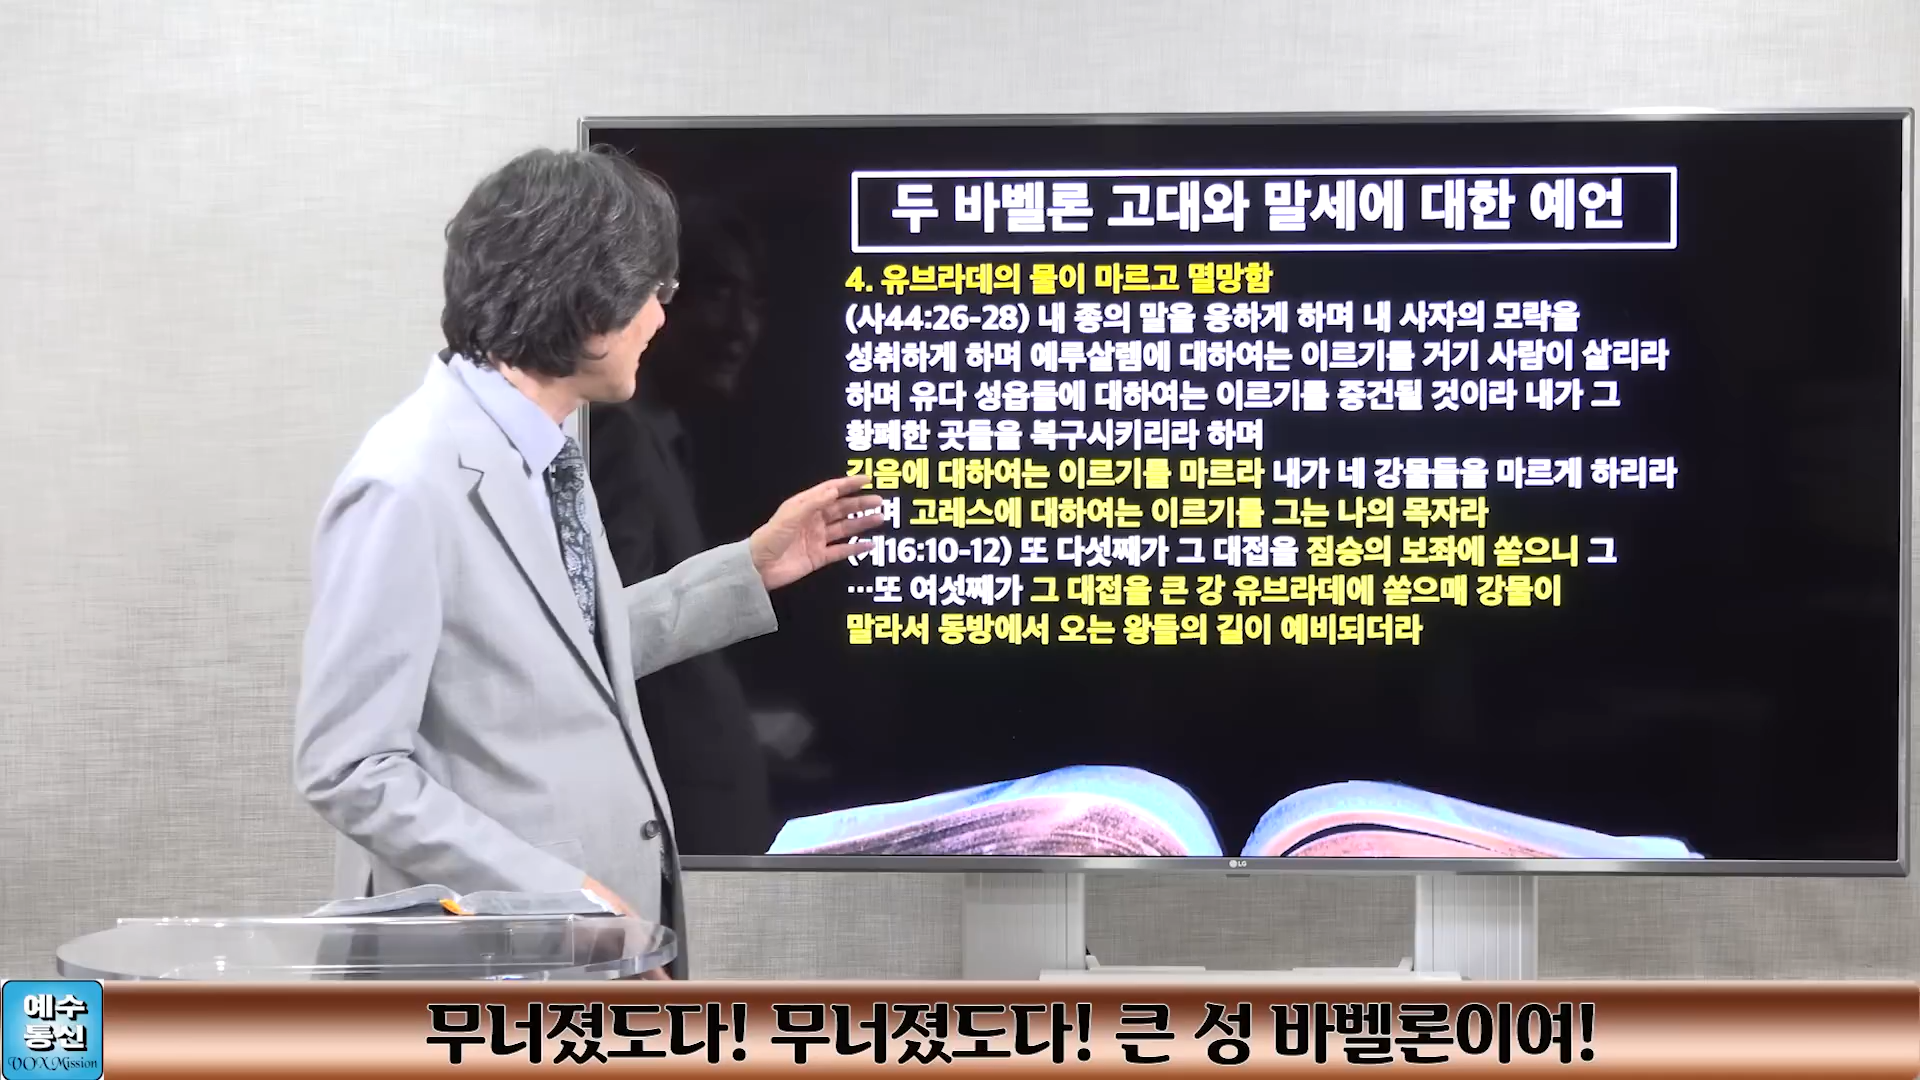 두 바벨론 고대와 말세에 대한 예언
4. 유브라데의 물이 마르고 멸망함
(사44:26-28) 내 종의 말을 응하게 하며 내 사자의 모략을
성취하게 하며 예루살렘에 대하여는 이르기를 거기 사람이 살리라
하며 유다 성읍들에 대하여는 이르기를 중건될 것이라 내가 그
황폐한 곳들을 복구시키리라 하며
깊음에 대하여는 이르기를 마르라 내가 네 강물들을 마르게 하리라
고레스에 대하여는 이르기를 그는 나의 목자라
(계16:10-12) 또 다섯째가 그 대접을 짐승의 보좌에 쏟으니 그
…또 여섯째가 그 대접을 큰 강 유브라데에 쏟으매 강물이
말라서 동방에서 오는 왕들의 길이 예비되더라
LG
예수
통신
VOX Mission
무너졌도다! 무너졌도다! 큰 성 바벨론이여!